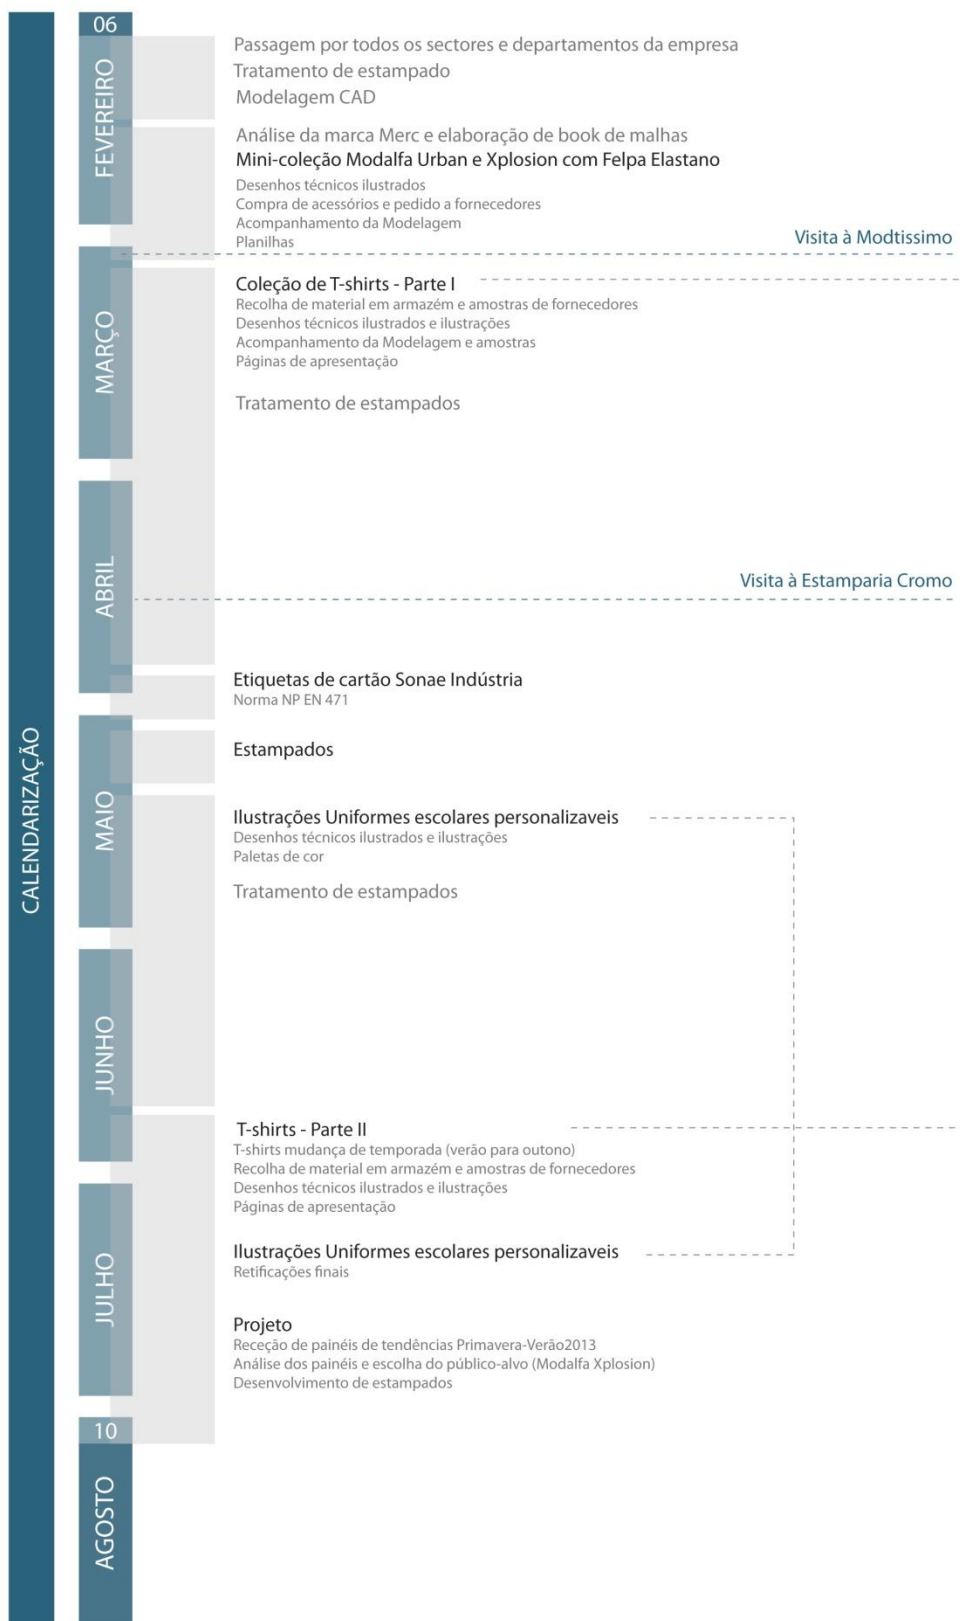 CALENDARIZAÇÃO
06
FEVEREIRO
Passagem por todos os sectores e departamentos da empresa
Tratamento de estampado
Modelagem CAD
Análise da marca Merc e elaboração de book de malhas
Mini-coleção Modalfa Urban e Xplosion com Felpa Elastano
Desenhos técnicos ilustrados
Compra de acessórios e pedido a fornecedores
Acompanhamento da Modelagem
Planilhas
Visita à Modtissimo
MARÇO
Coleção de T-shirts - Parte I
Recolha de material em armazém e amostras de fornecedores
Desenhos técnicos ilustrados e ilustrações
Acompanhamento da Modelagem e amostras
Páginas de apresentação
Tratamento de estampados
ABRIL
Visita à Estamparia Cromo
Etiquetas de cartão Sonae Indústria
Norma NP EN 471
MAIO
Estampados
Ilustrações Uniformes escolares personalizaveis
Desenhos técnicos ilustrados e ilustrações
Paletas de cor
Tratamento de estampados
JUNHO
T-shirts - Parte II
T-shirts mudança de temporada (verão para outono)
Recolha de material em armazém e amostras de fornecedores
Desenhos técnicos ilustrados e ilustrações
Páginas de apresentação
JULHO
Ilustrações Uniformes escolares personalizaveis
Retificações finais
Projeto
Receção de painéis de tendências Primavera-Verão2013
Análise dos painéis e escolha do público-alvo (Modalfa Xplosion)
Desenvolvimento de estampados
10
AGOSTO